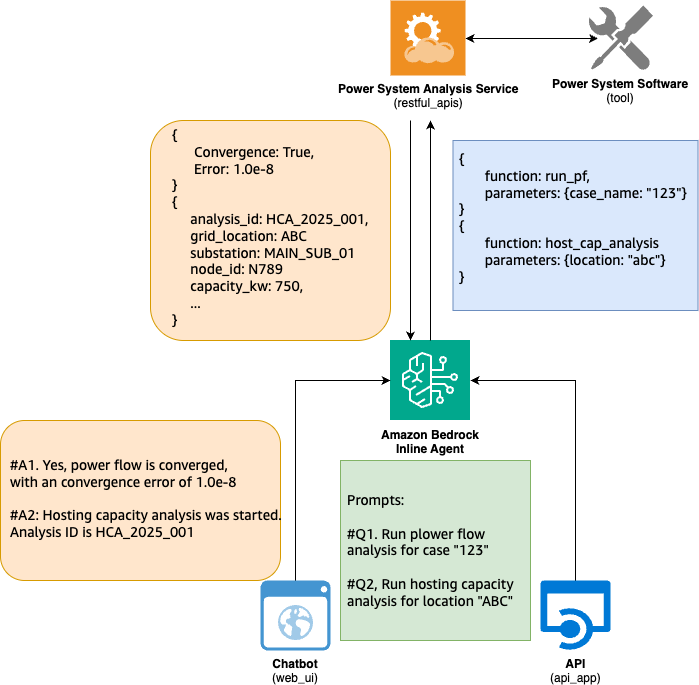 Power System Analysis Service
(restful_apis)
Power System Software
(tool)
{
Convergence: True,
Error: 1.0e-8
}
{
analysis_id: HCA_2025_001,
grid_location: ABC
substation: MAIN_SUB_01
node_id: N789
capacity_kw: 750,
...
}
{
function: run_pf,
parameters: {case_name: "123"}
}
{
function: host_cap_analysis
parameters: {location: "abc"}
}
Amazon Bedrock
Inline Agent
#A1. Yes, power flow is converged,
with an convergence error of 1.0e-8
#A2: Hosting capacity analysis was started.
Analysis ID is HCA_2025_001
Prompts:
#Q1. Run plower flow
analysis for case "123"
#Q2, Run hosting capacity
analysis for location "ABC"
Chatbot
(web_ui)
API
(api_app)